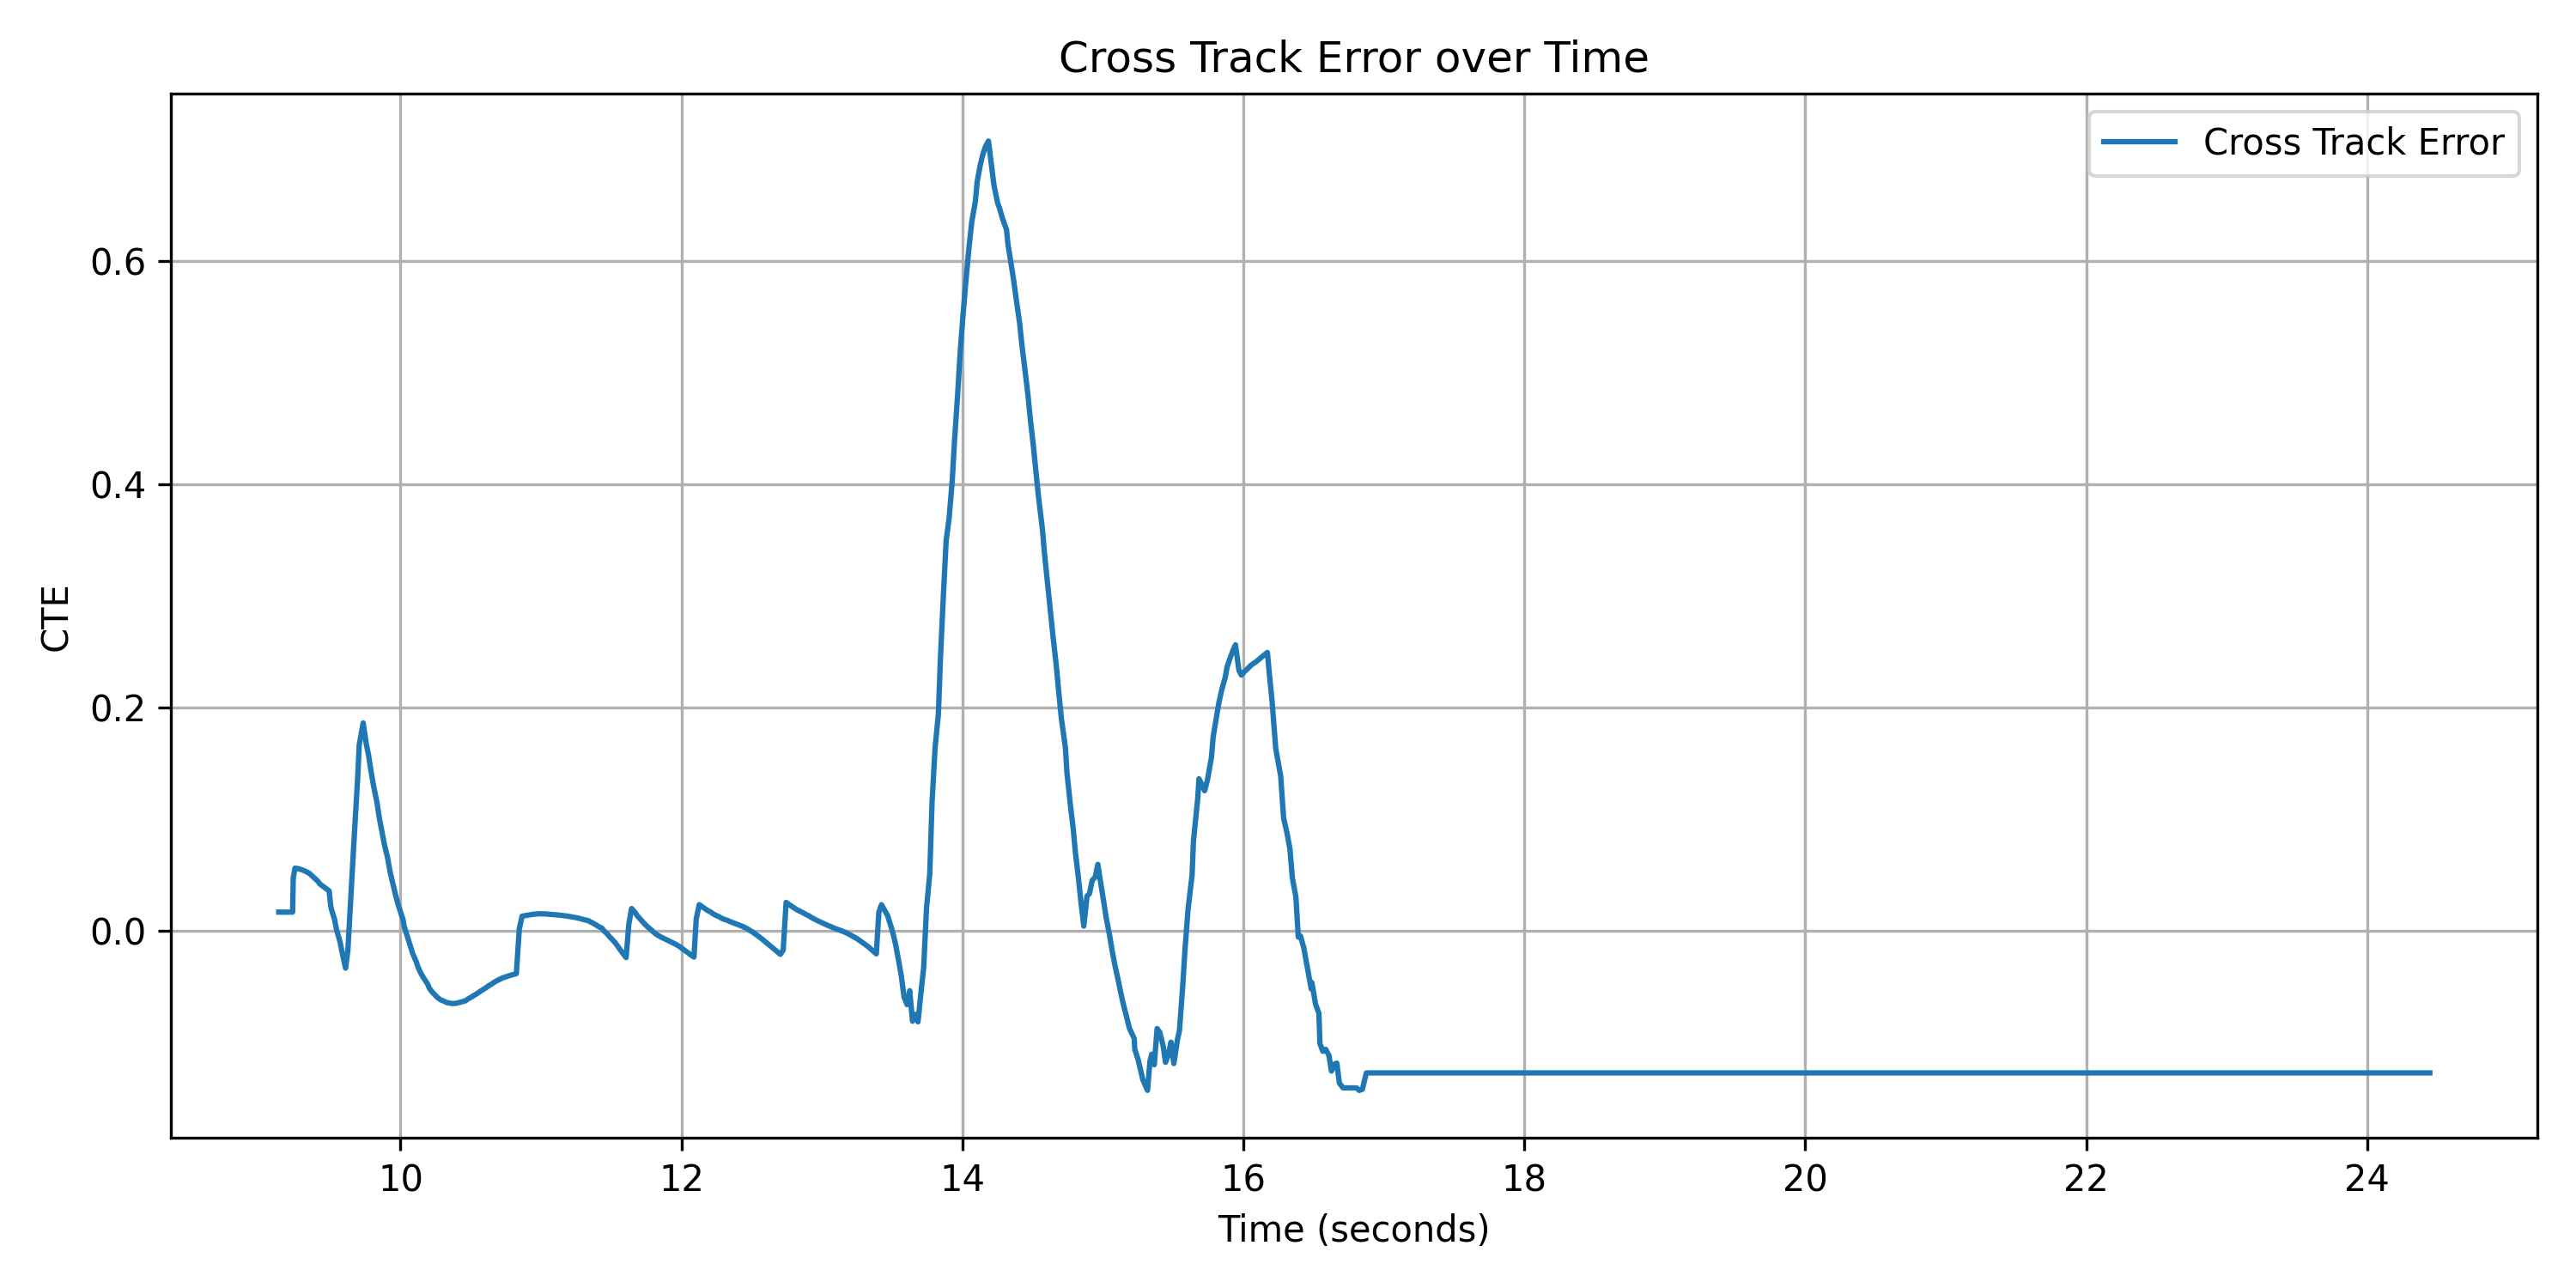 Cross Track Error over Time
Cross Track Error
0.6
0.4
0.2
0.0
CTE
10 12 14 16 18 20 22 24
Time (seconds)